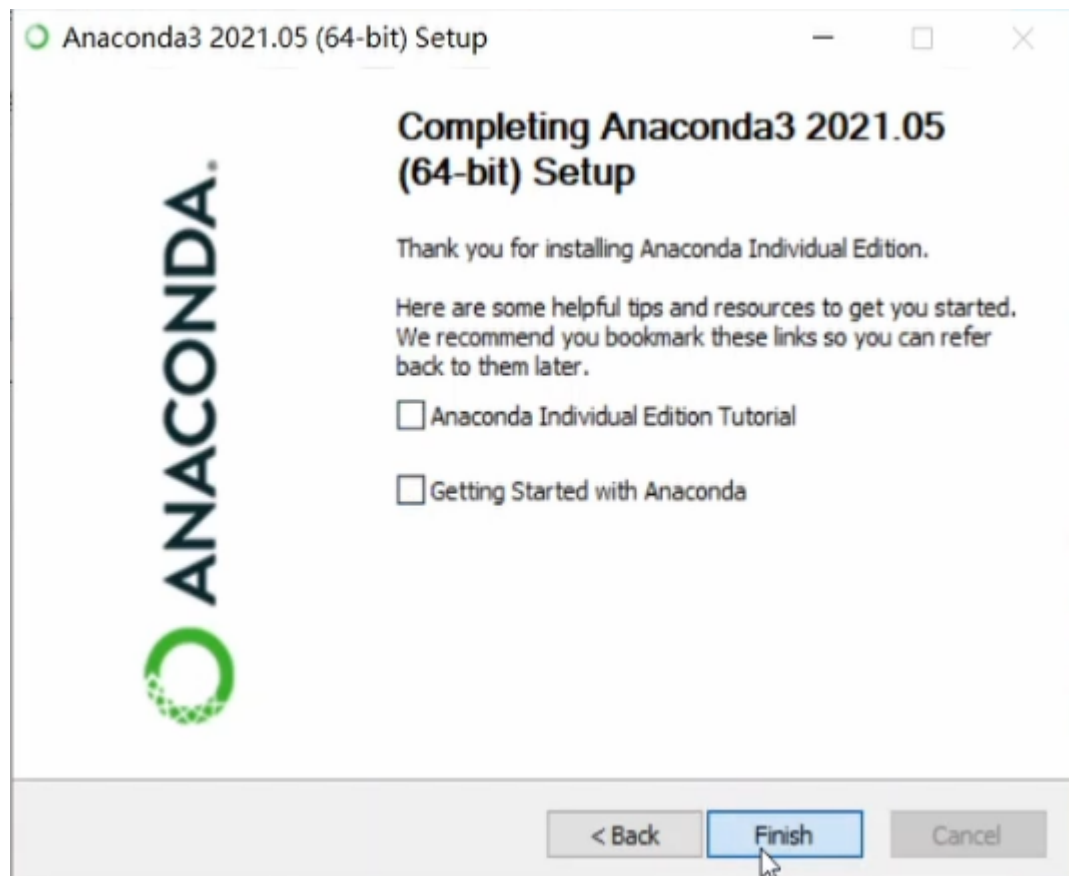 Anaconda3 2021.05 (64-bit) Setup
Completing Anaconda3 2021.05
(64-bit) Setup
Thank you for installing Anaconda Individual Edition.
Here are some helpful tips and resources to get you started.
We recommend you bookmark these links so you can refer
back to them later.
Anaconda Individual Edition Tutorial
Getting Started with Anaconda
ANACONDA.
< Back
Finish
Cancel